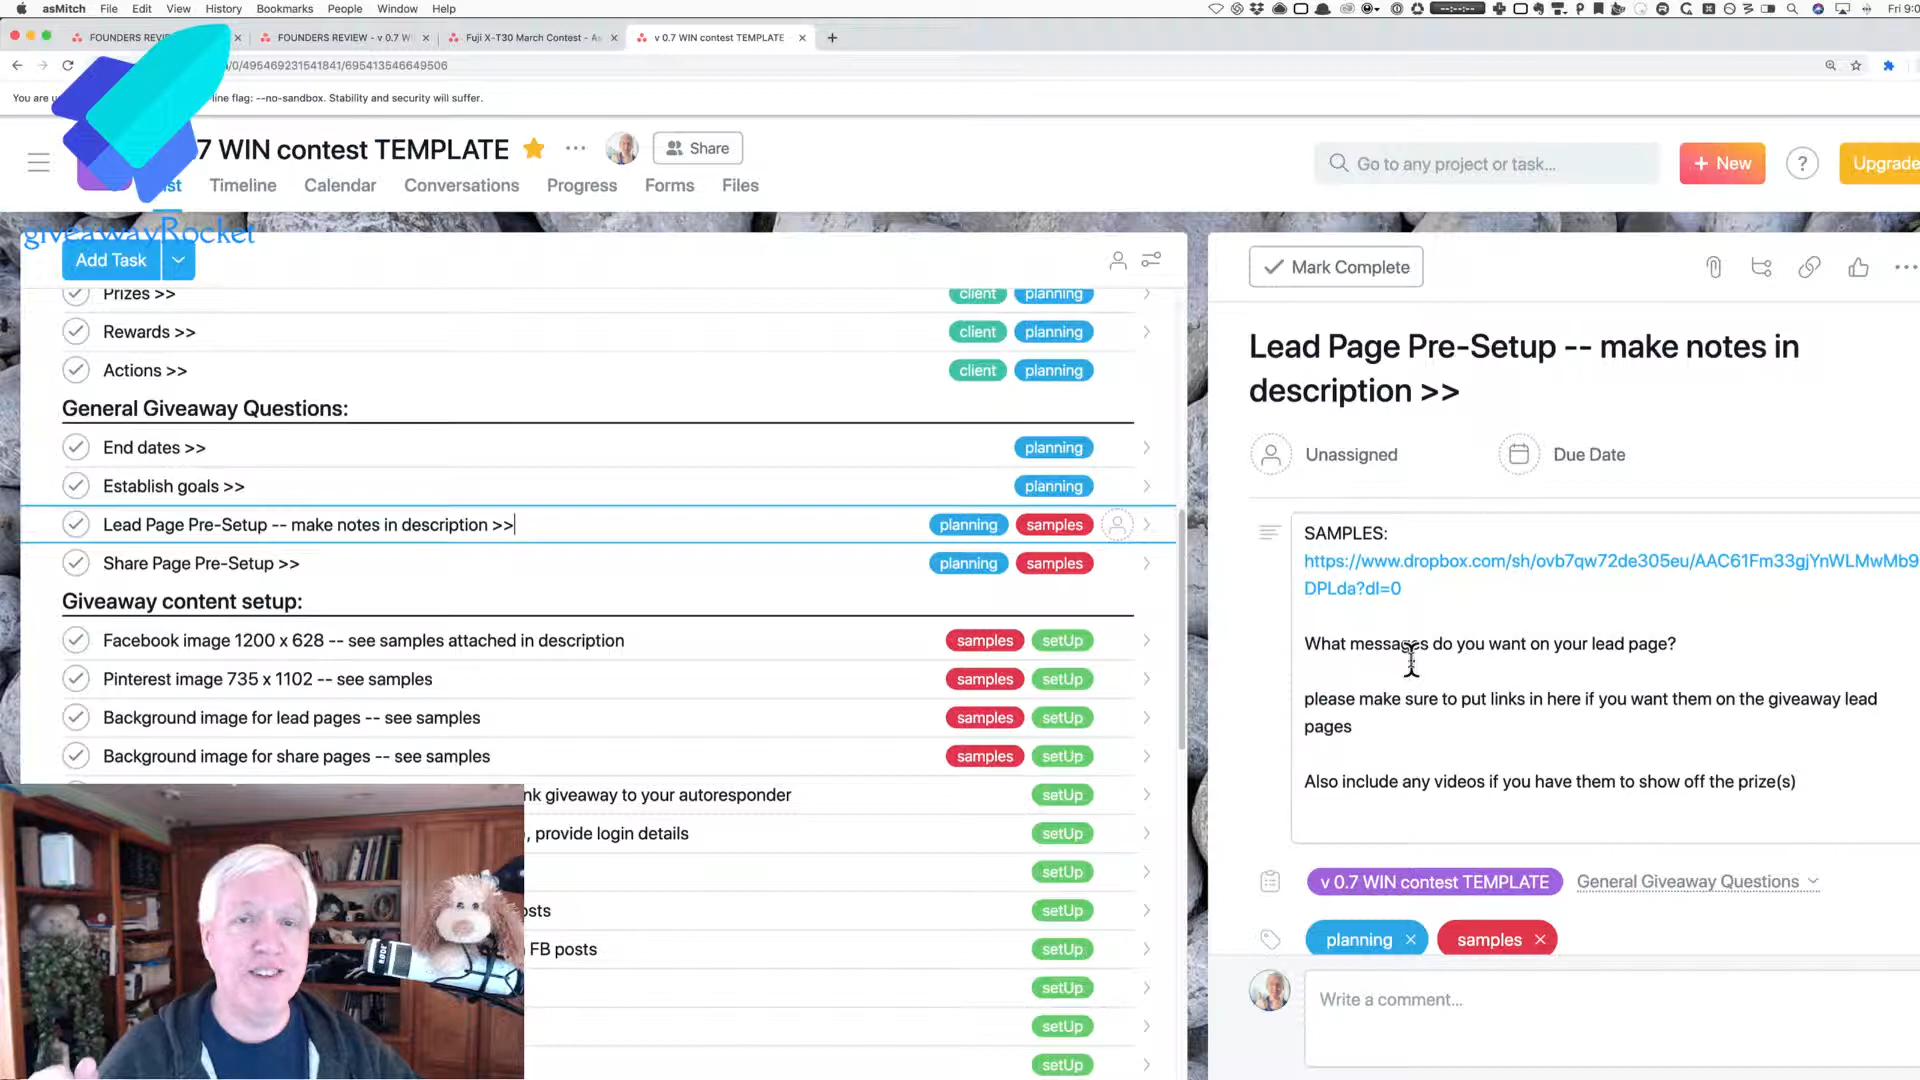 asMitch File Edit View History Bookmarks People Window Help Fri 9:0
FOUNDERS REVI
FOUNDERS REVIEW - v 0.7 WI
Fuji X-T30 March Contest - As
v 0.7 WIN contest TEMPLATE
/0/495469231541841/695413546649506
You are u
line flag: --no-sandbox. Stability and security will suffer.
7 WIN contest TEMPLATE
Share
Go to any project or task...
+ New
?
Upgrade
Timeline Calendar Conversations Progress Forms Files
giveawayRocket
Add Task
Prizes >> client planning
Rewards >> client planning
Actions >> client planning
General Giveaway Questions:
End dates >> planning
Establish goals >> planning
Lead Page Pre-Setup -- make notes in description >> planning samples
Share Page Pre-Setup >> planning samples
Giveaway content setup:
Facebook image 1200 x 628 -- see samples attached in description samples setUp
Pinterest image 735 x 1102 -- see samples samples setUp
Background image for lead pages -- see samples samples setUp
Background image for share pages -- see samples samples setUp
nk giveaway to your autoresponder setUp
, provide login details setUp
setUp
osts setUp
FB posts setUp
setUp
setUp
setUp
RODE
Mark Complete
Lead Page Pre-Setup -- make notes in
description >>
Unassigned
Due Date
SAMPLES:
https://www.dropbox.com/sh/ovb7qw72de305eu/AAC61Fm33gjYnWLMwMb9
DPLda?dl=0
What messages do you want on your lead page?
please make sure to put links in here if you want them on the giveaway lead
pages
Also include any videos if you have them to show off the prize(s)
v 0.7 WIN contest TEMPLATE General Giveaway Questions
planning × samples ×
Write a comment...